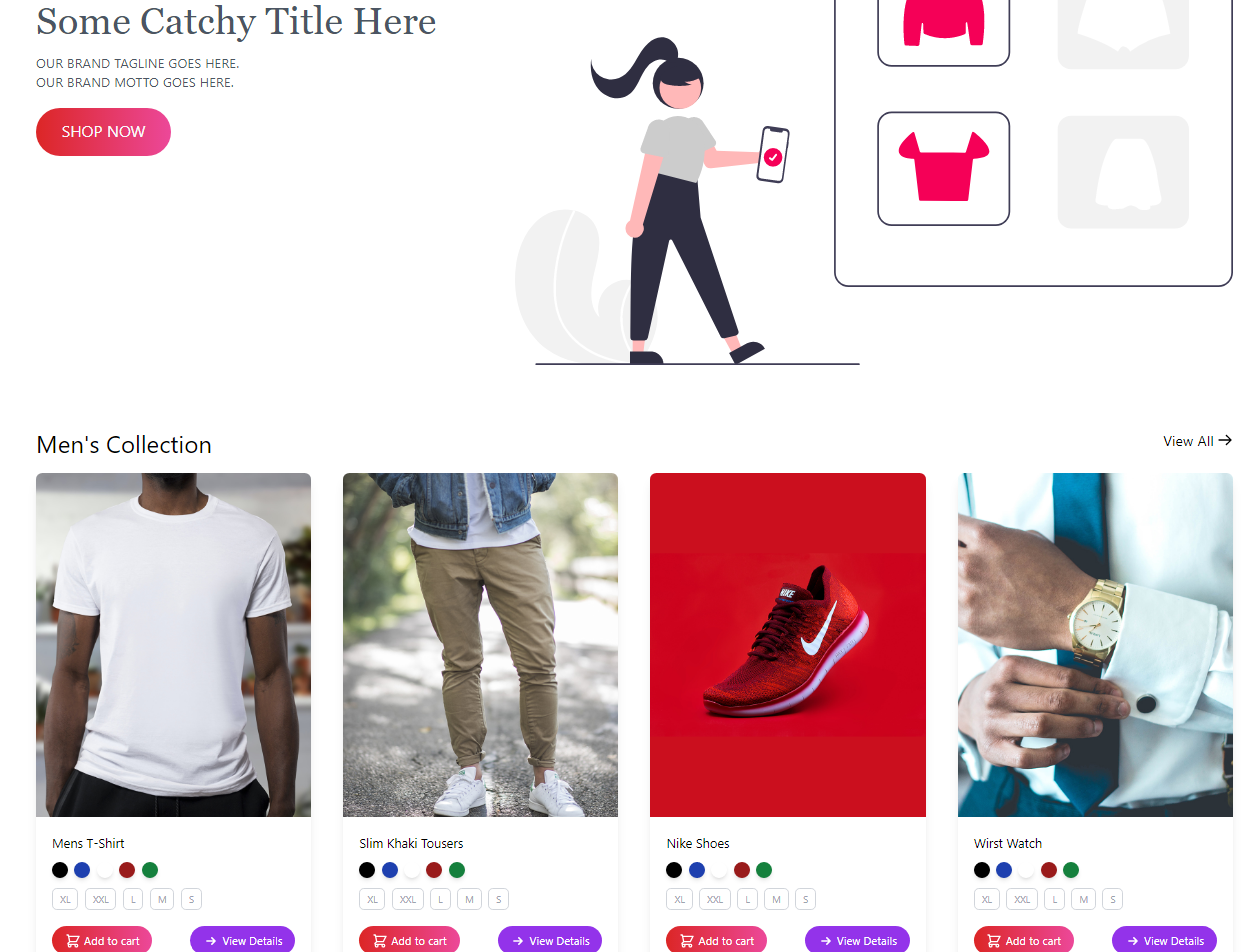 Some Catchy Title Here
OUR BRAND TAGLINE GOES HERE.
OUR BRAND MOTTO GOES HERE.
SHOP NOW
Men's Collection
View All
NIKE
Mens T-Shirt
XL XXL L M S
Add to cart View Details
Slim Khaki Tousers
XL XXL L M S
Add to cart View Details
Nike Shoes
XL XXL L M S
Add to cart View Details
Wirst Watch
XL XXL L M S
Add to cart View Details